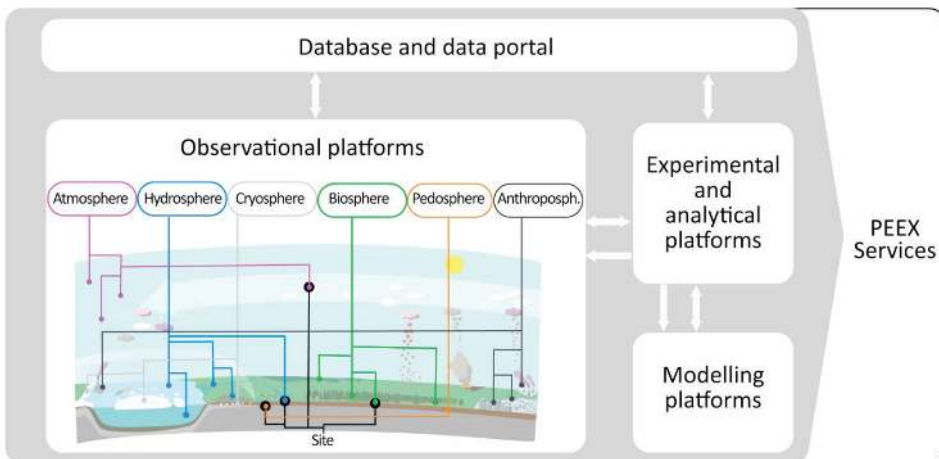 Database and data portal
Observational platforms
Atmosphere
Hydrosphere
Cryosphere
Biosphere
Pedosphere
Anthroposph.
Site
Experimental
and
analytical
platforms
Modelling
platforms
PEEX
Services